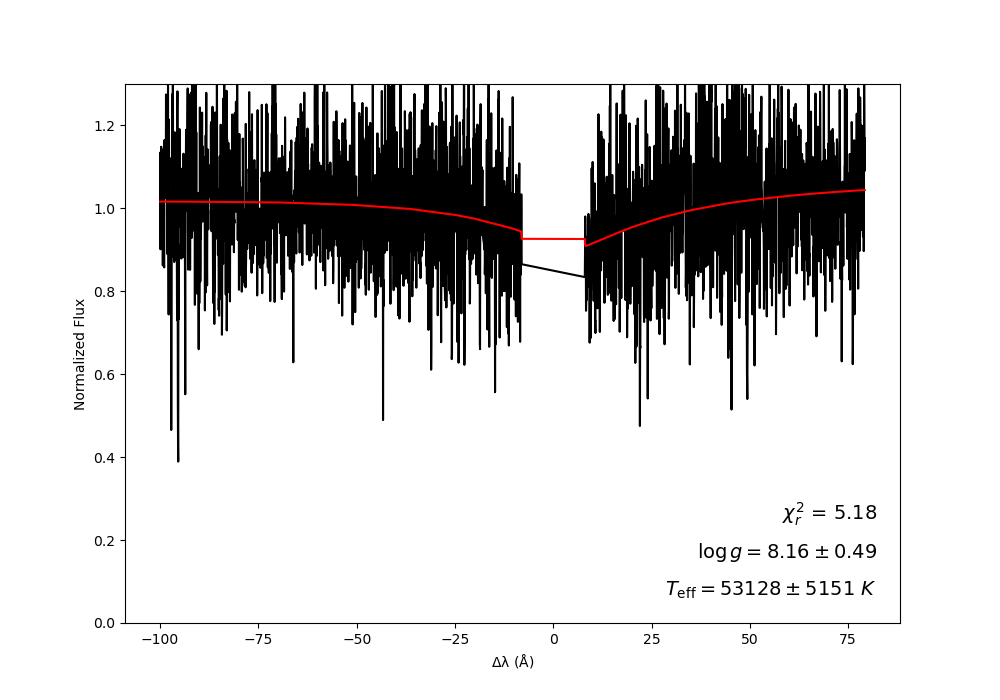 Normalized Flux
1.2
1.0
0.8
0.6
0.4
0.2
0.0
χ²ᵣ = 5.18
log g = 8.16 ± 0.49
T_eff = 53128 ± 5151 K
−100 −75 −50 −25 0 25 50 75
Δλ (Å)